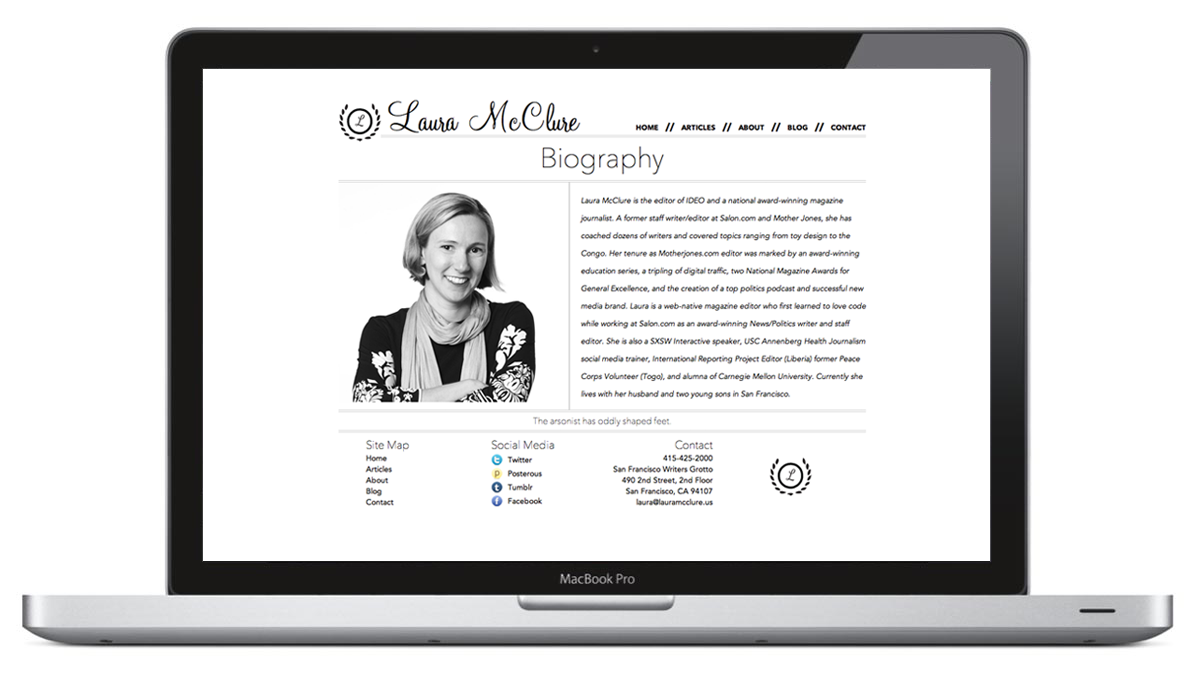 L
Laura McClure
HOME // ARTICLES // ABOUT // BLOG // CONTACT
Biography
Laura McClure is the editor of IDEO and a national award-winning magazine
journalist. A former staff writer/editor at Salon.com and Mother Jones, she has
coached dozens of writers and covered topics ranging from toy design to the
Congo. Her tenure as Motherjones.com editor was marked by an award-winning
education series, a tripling of digital traffic, two National Magazine Awards for
General Excellence, and the creation of a top politics podcast and successful new
media brand. Laura is a web-native magazine editor who first learned to love code
while working at Salon.com as an award-winning News/Politics writer and staff
editor. She is also a SXSW Interactive speaker, USC Annenberg Health Journalism
social media trainer, International Reporting Project Editor (Liberia) former Peace
Corps Volunteer (Togo), and alumna of Carnegie Mellon University. Currently she
lives with her husband and two young sons in San Francisco.
The arsonist has oddly shaped feet.
Site Map
Home
Articles
About
Blog
Contact
Social Media
Twitter
Posterous
Tumblr
Facebook
Contact
415-425-2000
San Francisco Writers Grotto
490 2nd Street, 2nd Floor
San Francisco, CA 94107
laura@lauramcclure.us
L
MacBook Pro